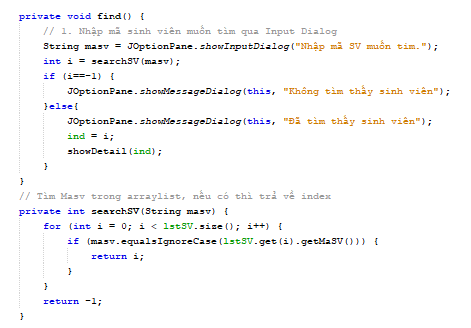 private void find() {
// 1. Nhập mã sinh viên muốn tìm qua Input Dialog
String masv = JOptionPane.showInputDialog("Nhập mã SV muốn tìm.");
int i = searchSV(masv);
if (i==-1) {
JOptionPane.showMessageDialog(this, "Không tìm thấy sinh viên");
}else{
JOptionPane.showMessageDialog(this, "Đã tìm thấy sinh viên");
ind = i;
showDetail(ind);
}
}
// Tìm Masv trong arraylist, nếu có thì trả về index
private int searchSV(String masv) {
for (int i = 0; i < lstSV.size(); i++) {
if (masv.equalsIgnoreCase(lstSV.get(i).getMaSV())) {
return i;
}
}
return -1;
}